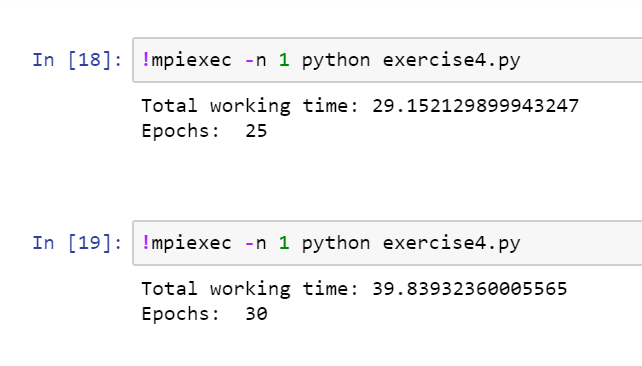 In [18]: !mpiexec -n 1 python exercise4.py
Total working time: 29.152129899943247
Epochs:  25
In [19]: !mpiexec -n 1 python exercise4.py
Total working time: 39.83932360005565
Epochs:  30